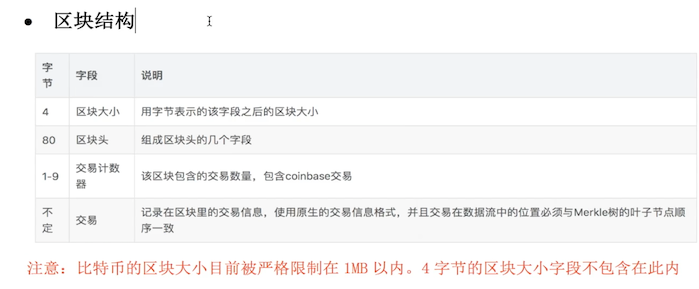 区块结构
字
节
字段
说明
4
区块大小
用字节表示的该字段之后的区块大小
80
区块头
组成区块头的几个字段
1-9
交易计数
器
该区块包含的交易数量，包含coinbase交易
不
定
交易
记录在区块里的交易信息，使用原生的交易信息格式，并且交易在数据流中的位置必须与Merkle树的叶子节点顺
序一致
注意：比特币的区块大小目前被严格限制在 1MB 以内。4 字节的区块大小字段不包含在此内